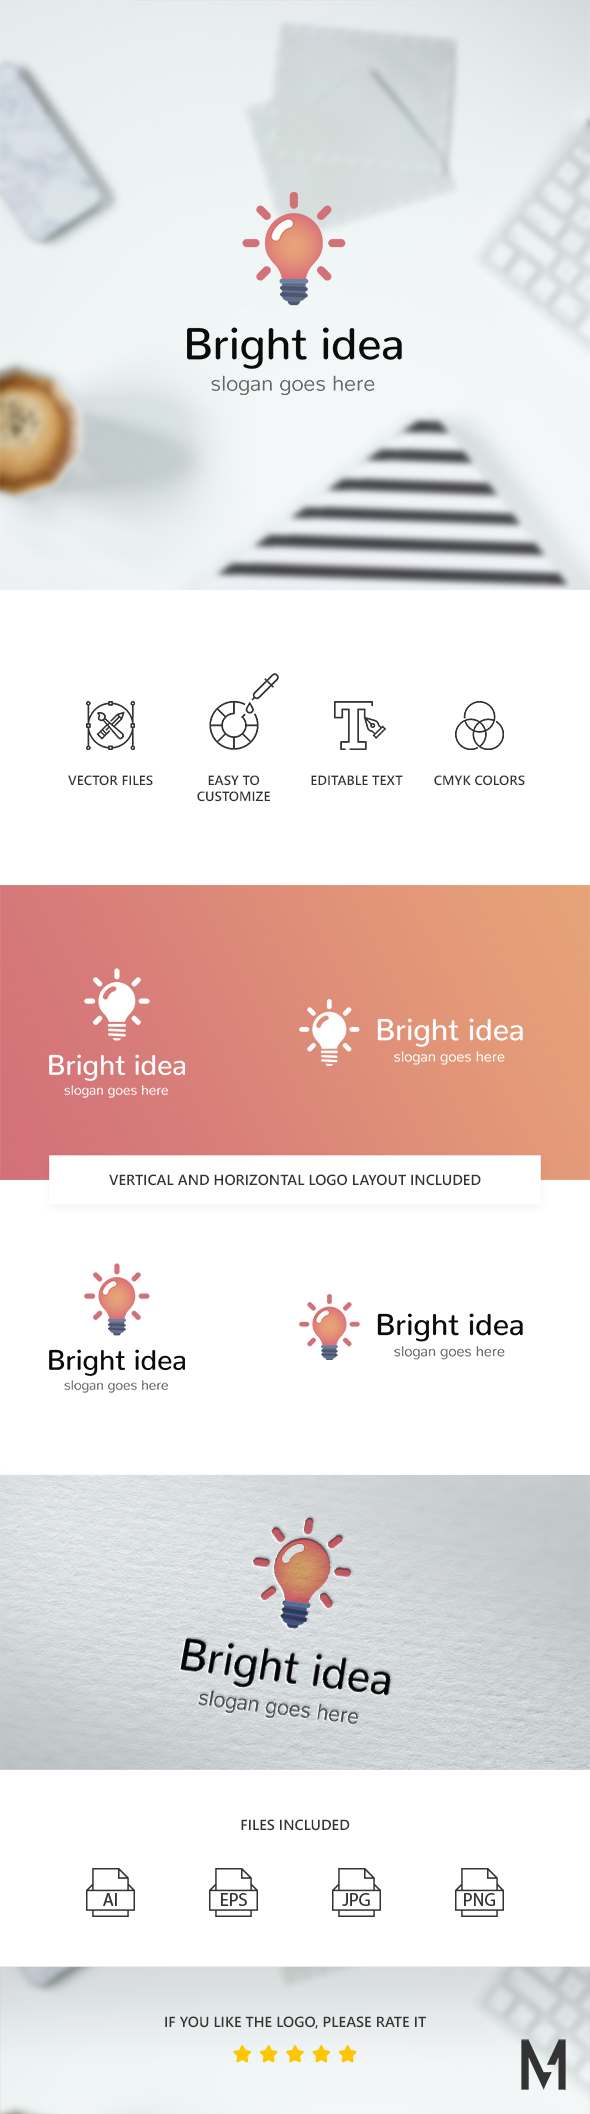 Bright idea
slogan goes here
VECTOR FILES
EASY TO
CUSTOMIZE
EDITABLE TEXT
CMYK COLORS
Bright idea
slogan goes here
Bright idea
slogan goes here
VERTICAL AND HORIZONTAL LOGO LAYOUT INCLUDED
Bright idea
slogan goes here
Bright idea
slogan goes here
Bright idea
slogan goes here
FILES INCLUDED
AI
EPS
JPG
PNG
IF YOU LIKE THE LOGO, PLEASE RATE IT
M